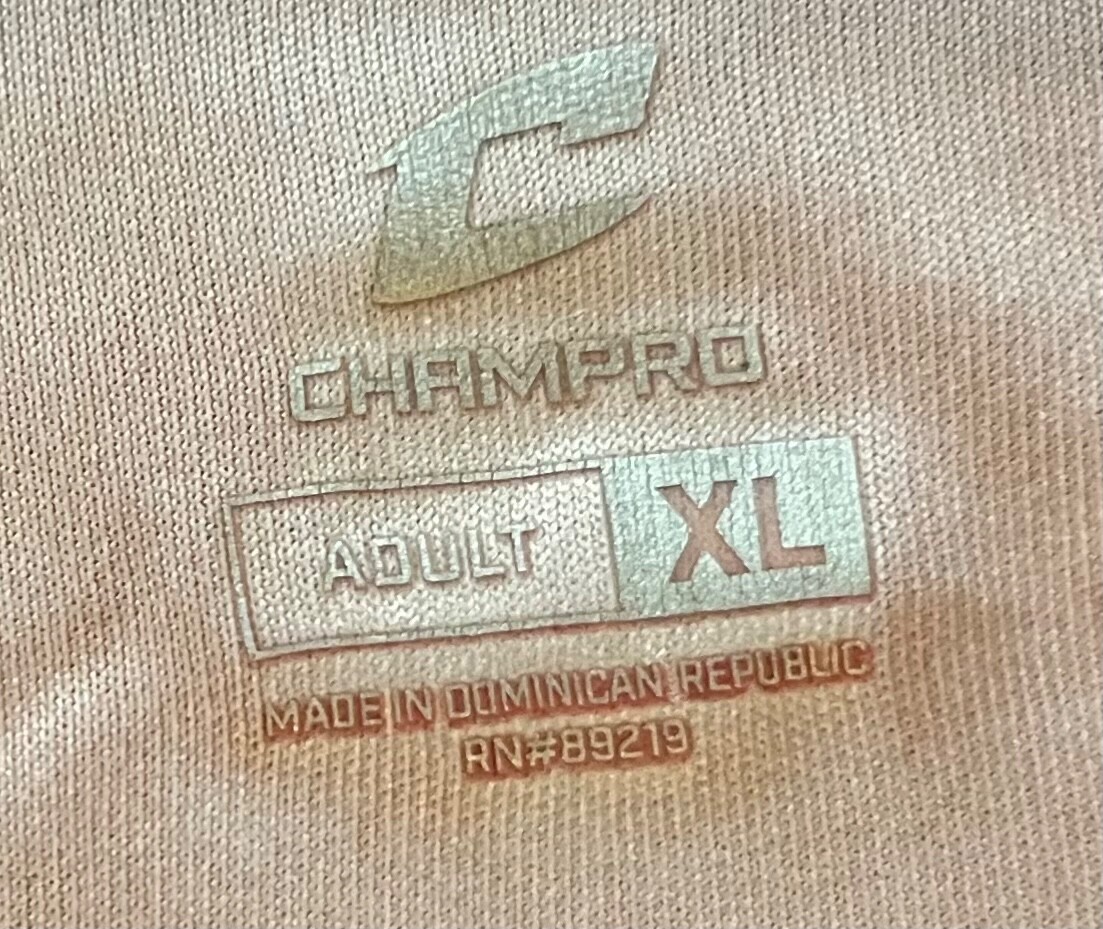 CHAMPRO
ADULT XL
MADE IN DOMINICAN REPUBLIC
RN#89219